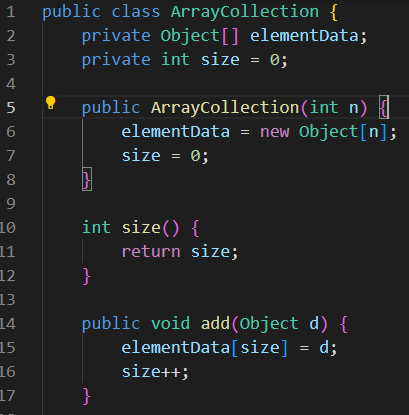 1 public class ArrayCollection {
2     private Object[] elementData;
3     private int size = 0;
4
5     public ArrayCollection(int n) {
6         elementData = new Object[n];
7         size = 0;
8     }
9
10     int size() {
11         return size;
12     }
13
14     public void add(Object d) {
15         elementData[size] = d;
16         size++;
17     }